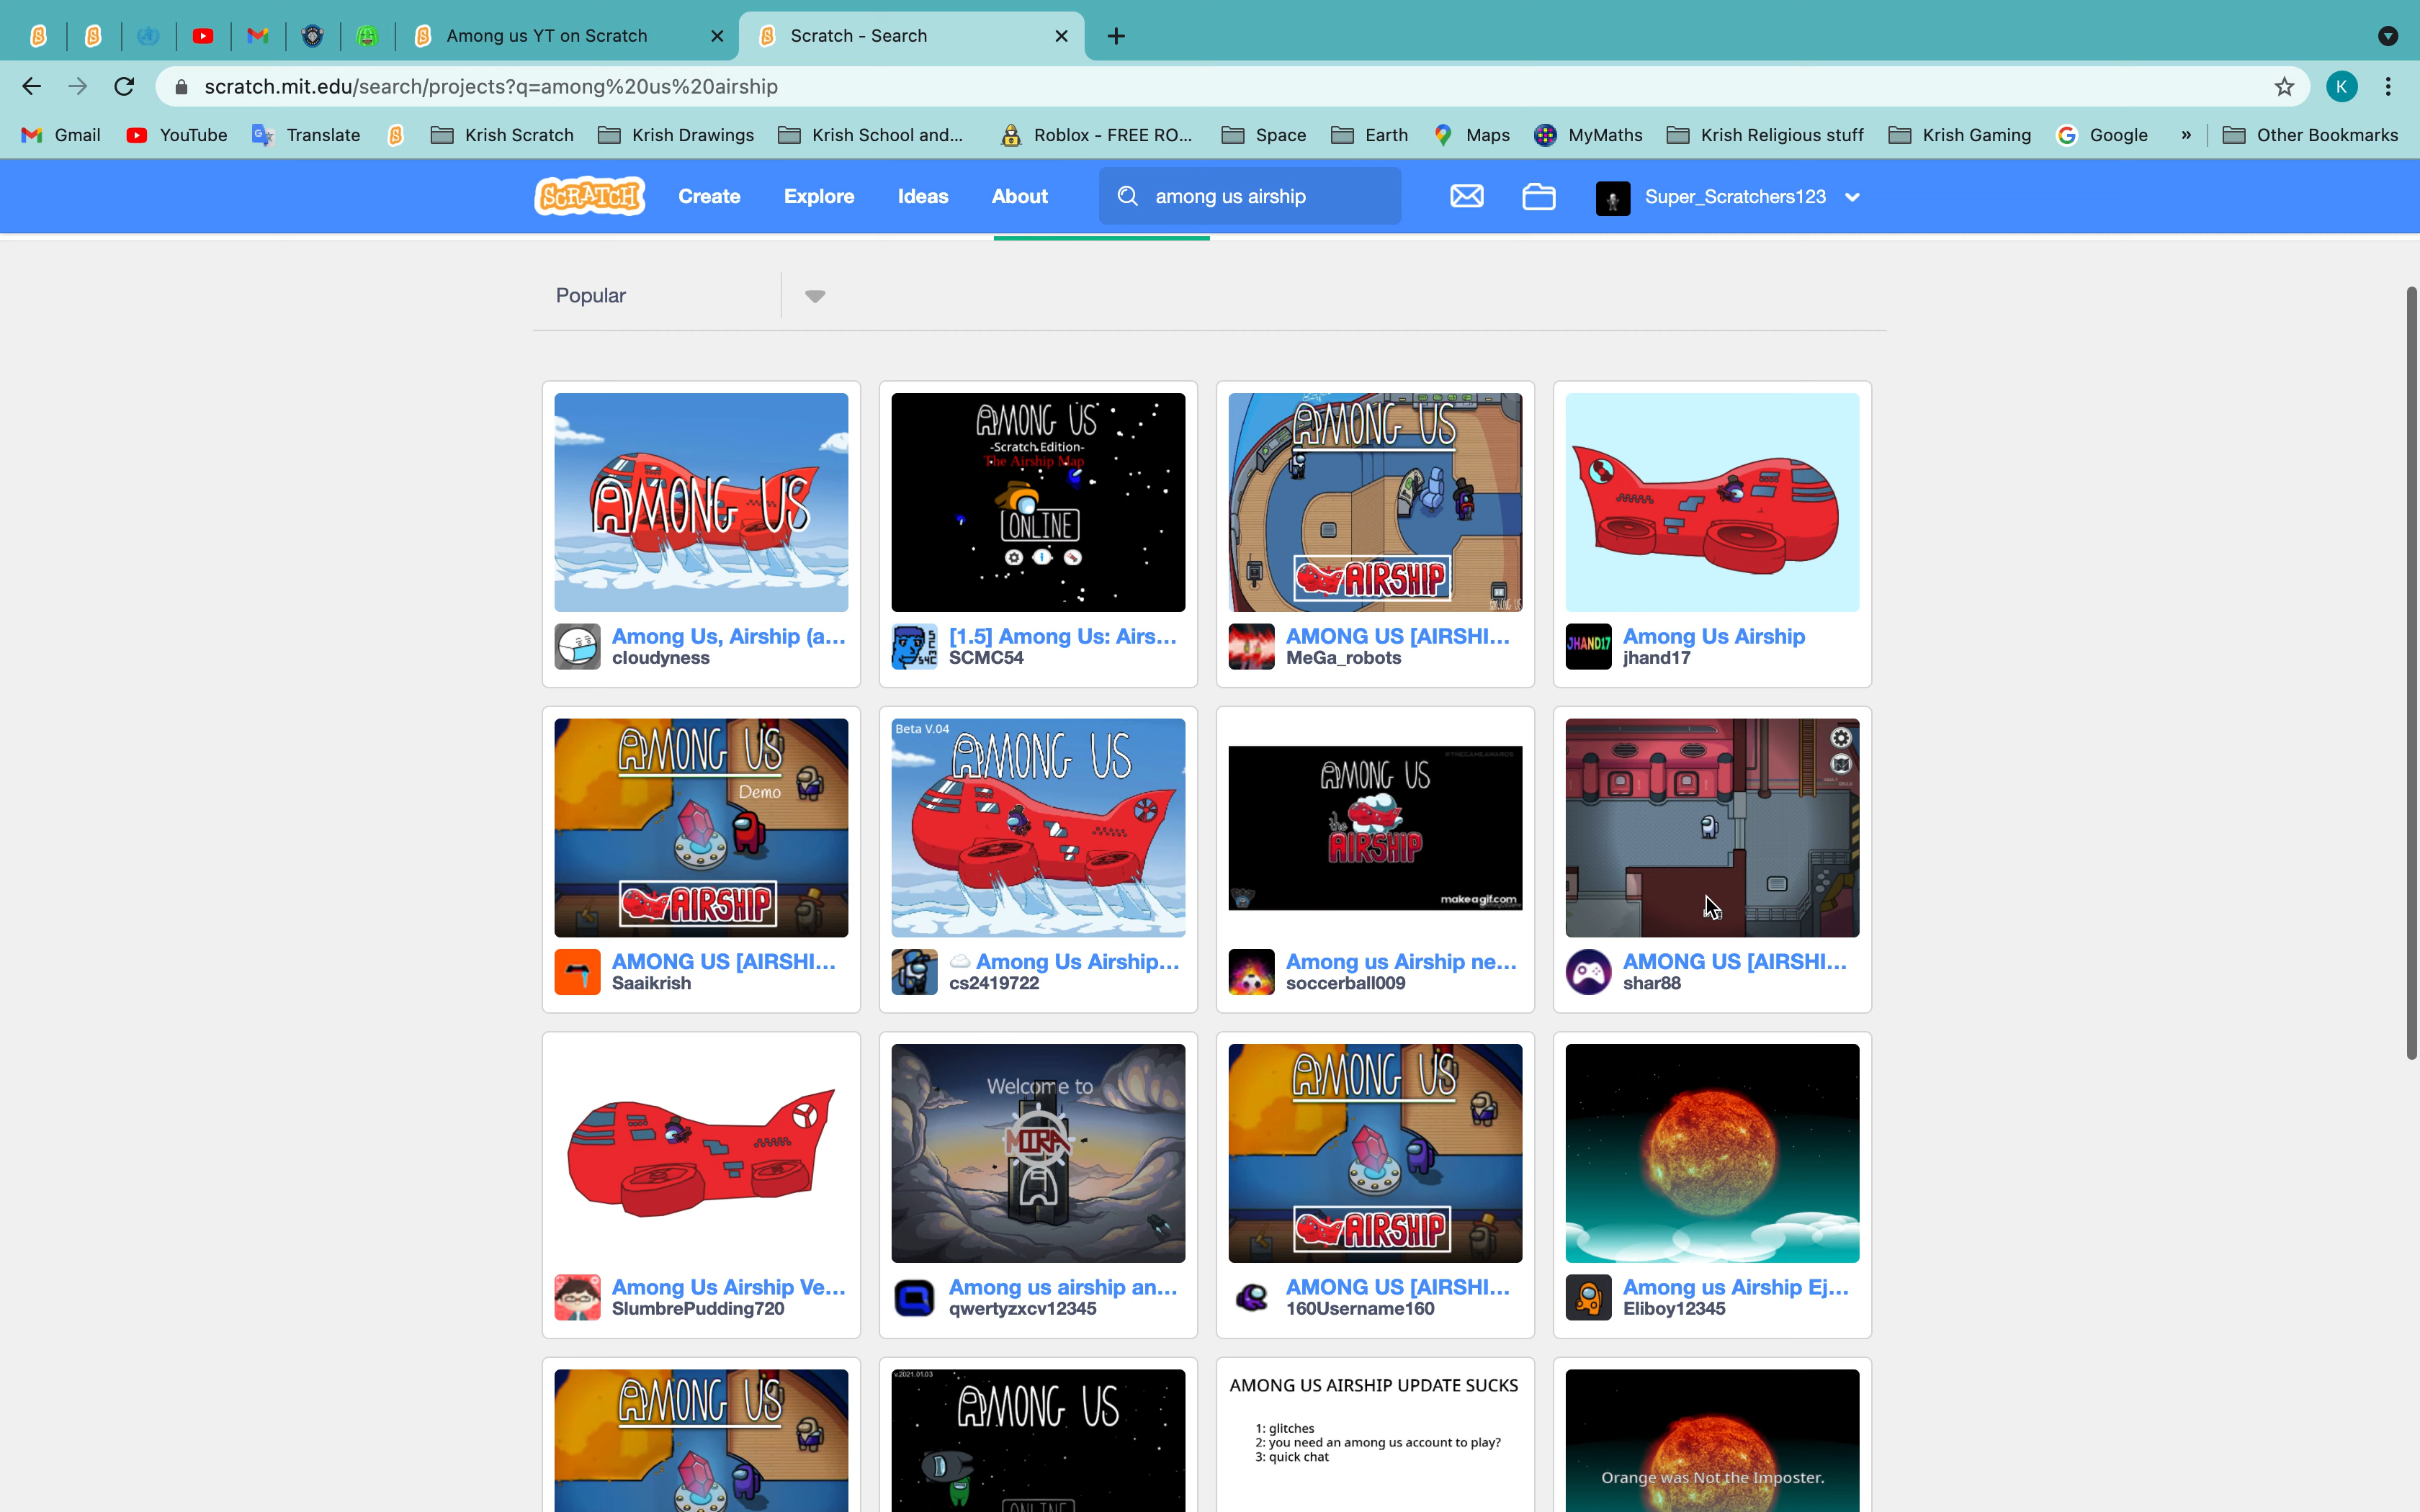 Among us YT on Scratch
Scratch - Search
scratch.mit.edu/search/projects?q=among%20us%20airship
K
Gmail
YouTube
Translate
Krish Scratch
Krish Drawings
Krish School and...
Roblox - FREE RO...
Space
Earth
Maps
MyMaths
Krish Religious stuff
Krish Gaming
Google
»
Other Bookmarks
SCRATCH
Create
Explore
Ideas
About
among us airship
Super_Scratchers123
Popular
AMONG US
Among Us, Airship (a...
cloudyness
AMONG US
-Scratch Edition-
The Airship Map
ONLINE
[1.5] Among Us: Airs...
SCMC54
AMONG US
AIRSHIP
AMONG US [AIRSHI...
MeGa_robots
JHAND17
Among Us Airship
jhand17
AMONG US
Demo
AIRSHIP
AMONG US [AIRSHI...
Saaikrish
Beta V.04
AMONG US
Among Us Airship...
cs2419722
#THEGAMEAWARDS
AMONG US
the
AIRSHIP
makeagif.com
Among us Airship ne...
soccerball009
AMONG US [AIRSHI...
shar88
Among Us Airship Ve...
SlumbrePudding720
Welcome to
MIRA
Among us airship an...
qwertyzxcv12345
AMONG US
AIRSHIP
AMONG US [AIRSHI...
160Username160
Among us Airship Ej...
Eliboy12345
AMONG US
v.2021.01.03
AMONG US
ONLINE
AMONG US AIRSHIP UPDATE SUCKS
1: glitches
2: you need an among us account to play?
3: quick chat
Orange was Not the Imposter.